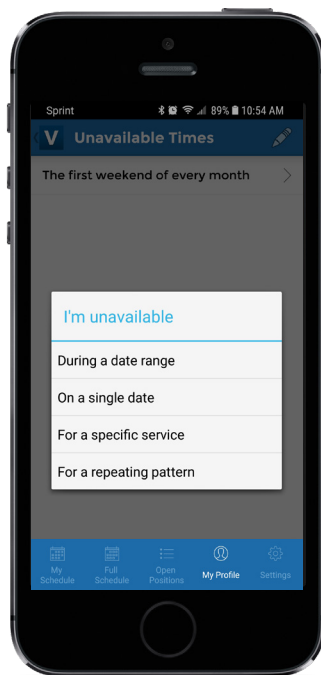 Sprint 89% 10:54 AM
V Unavailable Times
The first weekend of every month
I'm unavailable
During a date range
On a single date
For a specific service
For a repeating pattern
My Schedule Full Schedule Open Positions My Profile Settings